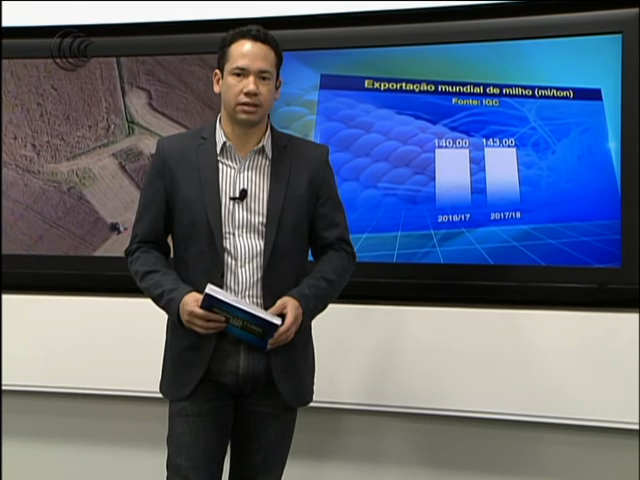 Exportação mundial de milho (mi/ton)
Fonte: IGC
140,00 143,00
2016/17 2017/18